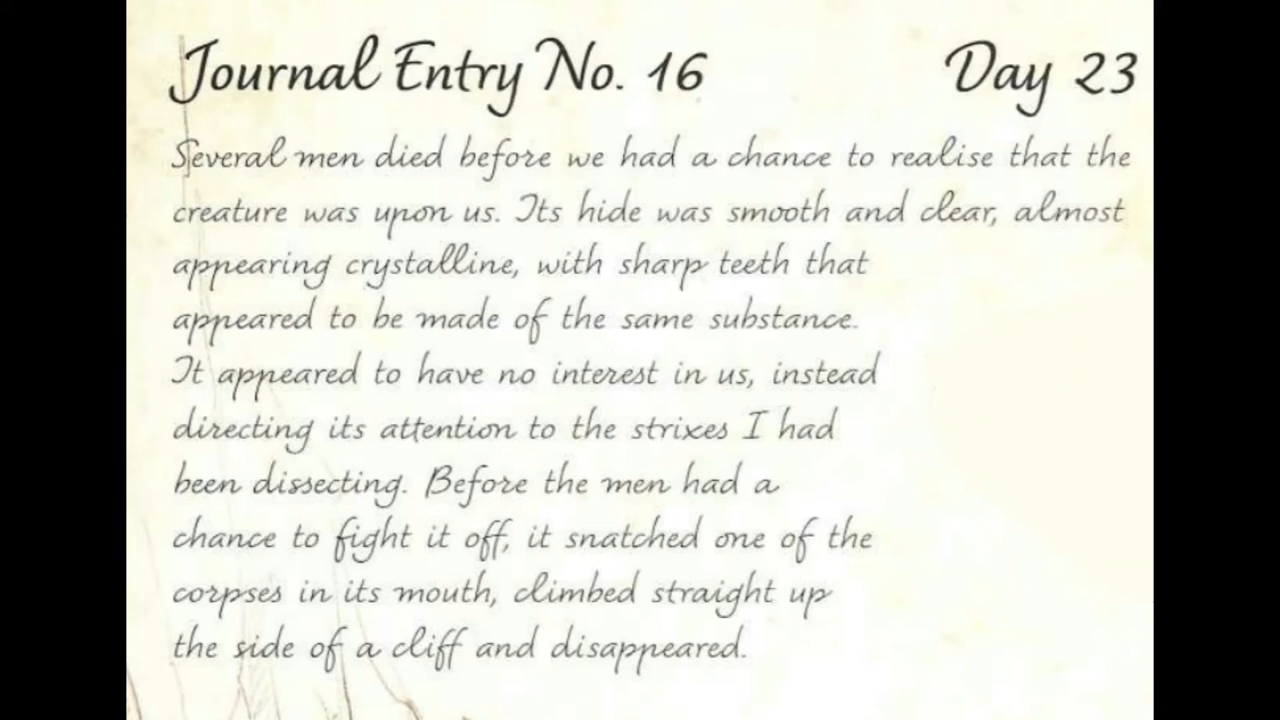 Journal Entry No. 16 Day 23
Several men died before we had a chance to realise that the
creature was upon us. Its hide was smooth and clear, almost
appearing crystalline, with sharp teeth that
appeared to be made of the same substance.
It appeared to have no interest in us, instead
directing its attention to the strixes I had
been dissecting. Before the men had a
chance to fight it off, it snatched one of the
corpses in its mouth, climbed straight up
the side of a cliff and disappeared.